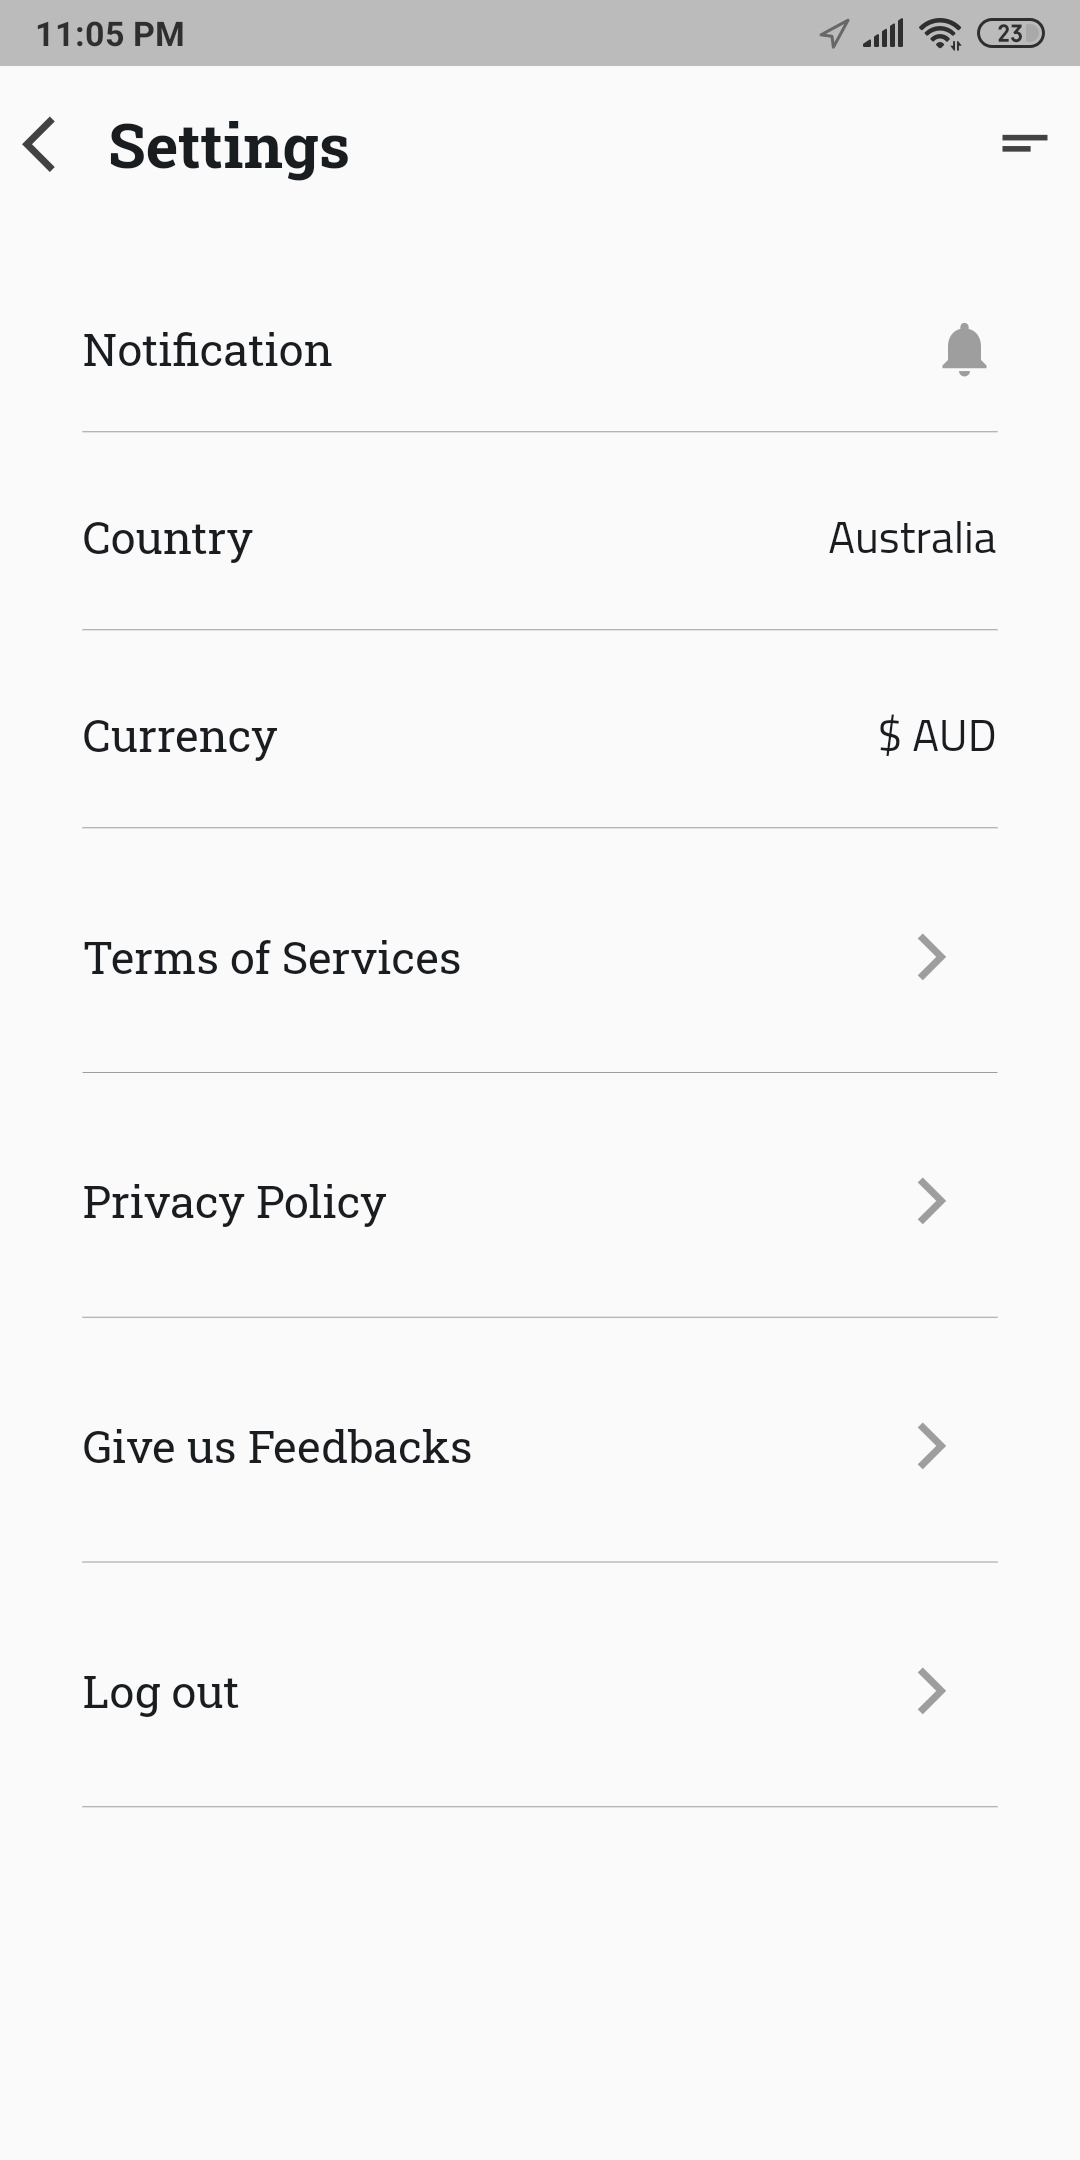 11:05 PM 23
Settings
Notification
Country Australia
Currency $ AUD
Terms of Services
Privacy Policy
Give us Feedbacks
Log out